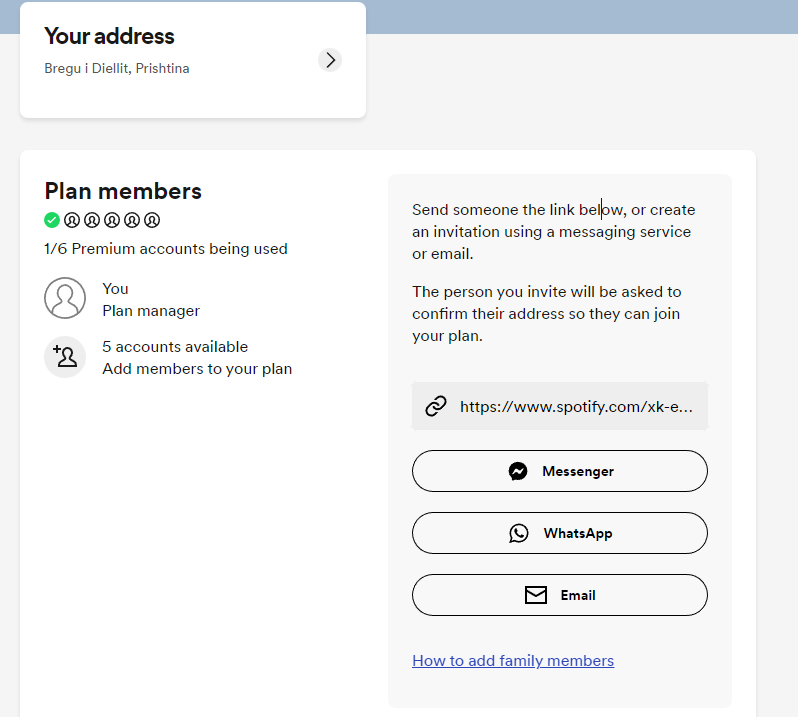 Your address
Bregu i Diellit, Prishtina
Plan members
1/6 Premium accounts being used
You
Plan manager
5 accounts available
Add members to your plan
Send someone the link below, or create
an invitation using a messaging service
or email.
The person you invite will be asked to
confirm their address so they can join
your plan.
https://www.spotify.com/xk-e...
Messenger
WhatsApp
Email
How to add family members